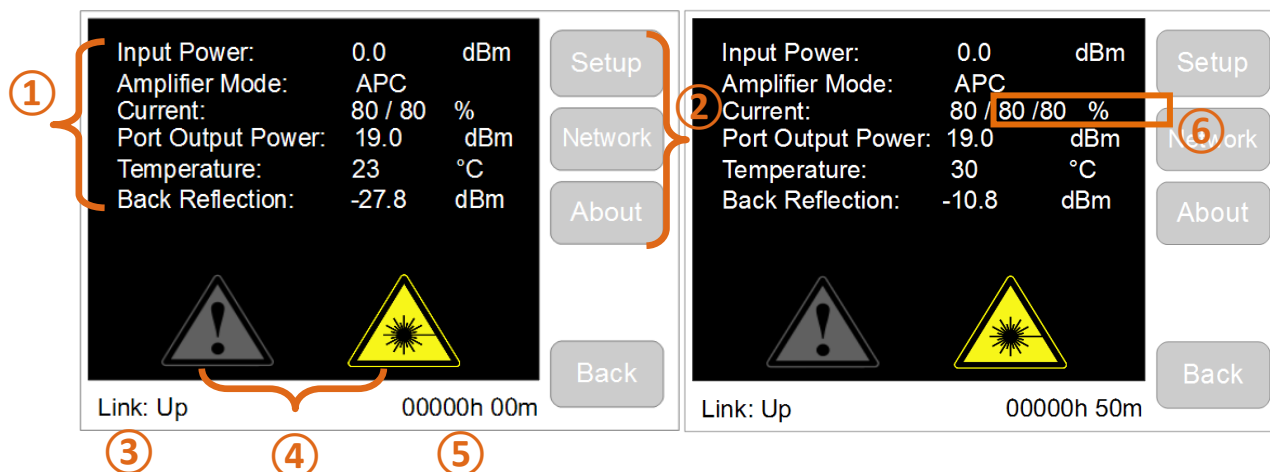 ①
Input Power: 0.0 dBm
Amplifier Mode: APC
Current: 80 / 80 %
Port Output Power: 19.0 dBm
Temperature: 23 °C
Back Reflection: -27.8 dBm
Setup
Network
About
Back
②
Link: Up 00000h 00m
③
④
⑤
Input Power: 0.0 dBm
Amplifier Mode: APC
Current: 80 / 80 /80 %
Port Output Power: 19.0 dBm
Temperature: 30 °C
Back Reflection: -10.8 dBm
⑥
Setup
Network
About
Back
Link: Up 00000h 50m